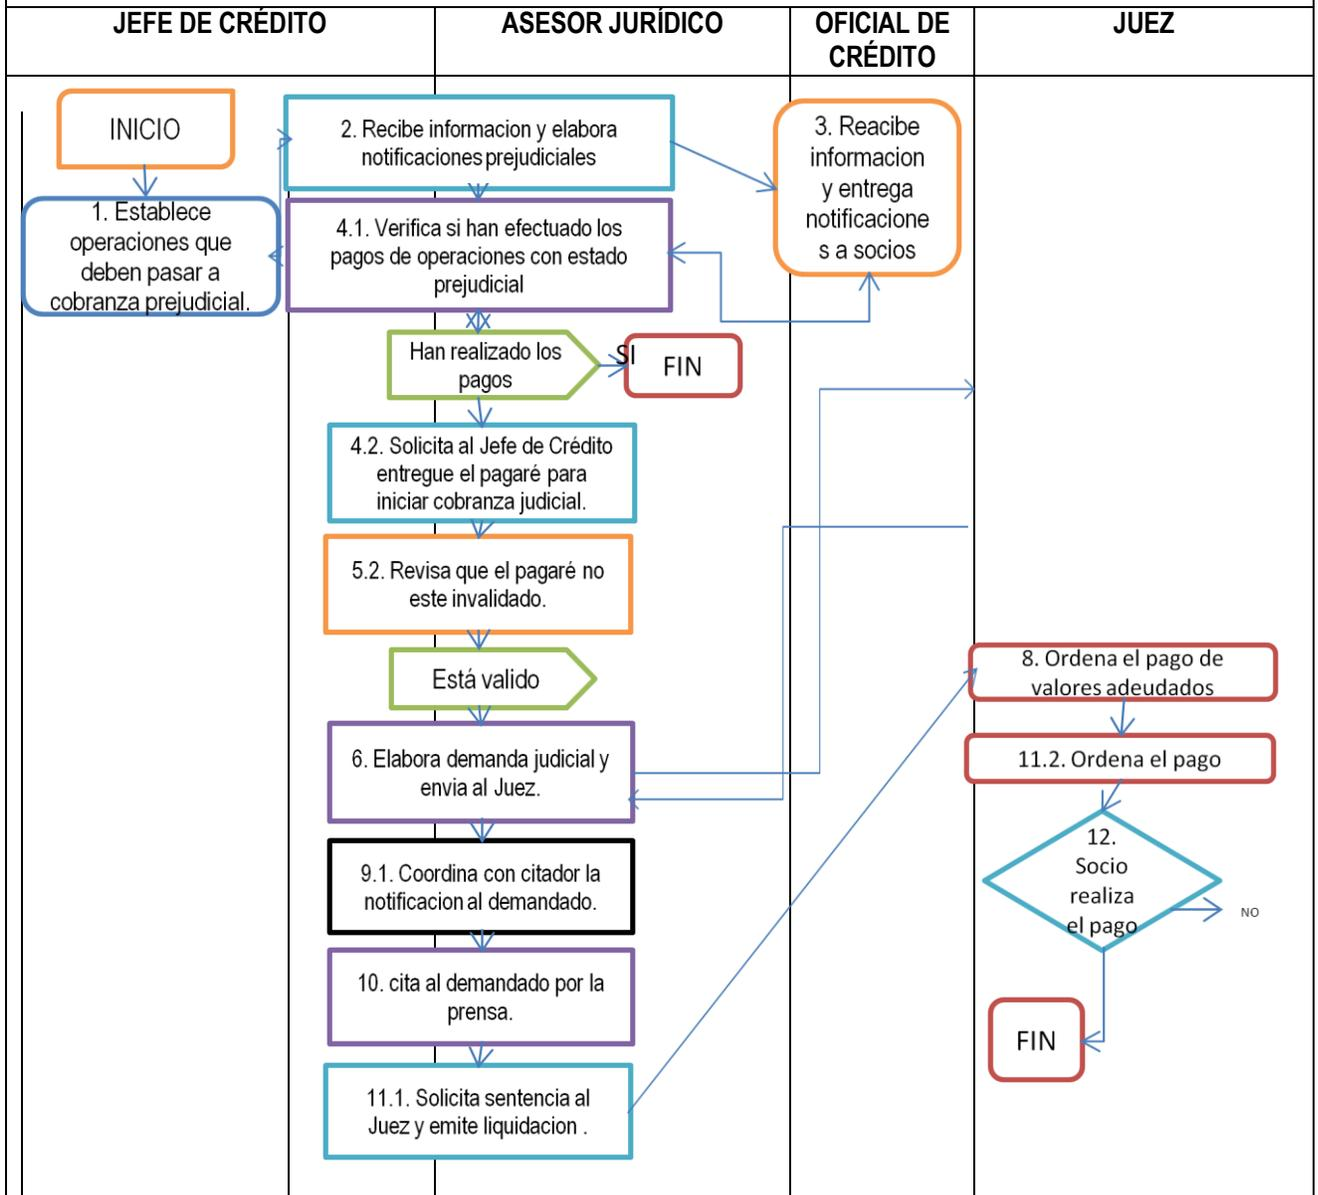 JEFE DE CRÉDITO
ASESOR JURÍDICO
OFICIAL DE
CRÉDITO
JUEZ
INICIO
1. Establece
operaciones que
deben pasar a
cobranza prejudicial.
2. Recibe informacion y elabora
notificaciones prejudiciales
3. Reacibe
informacion
y entrega
notificacione
s a socios
4.1. Verifica si han efectuado los
pagos de operaciones con estado
prejudicial
Han realizado los
pagos
SI
FIN
4.2. Solicita al Jefe de Crédito
entregue el pagaré para
iniciar cobranza judicial.
5.2. Revisa que el pagaré no
este invalidado.
Está valido
6. Elabora demanda judicial y
envia al Juez.
9.1. Coordina con citador la
notificacion al demandado.
10. cita al demandado por la
prensa.
11.1. Solicita sentencia al
Juez y emite liquidacion .
8. Ordena el pago de
valores adeudados
11.2. Ordena el pago
12.
Socio
realiza
el pago
NO
FIN